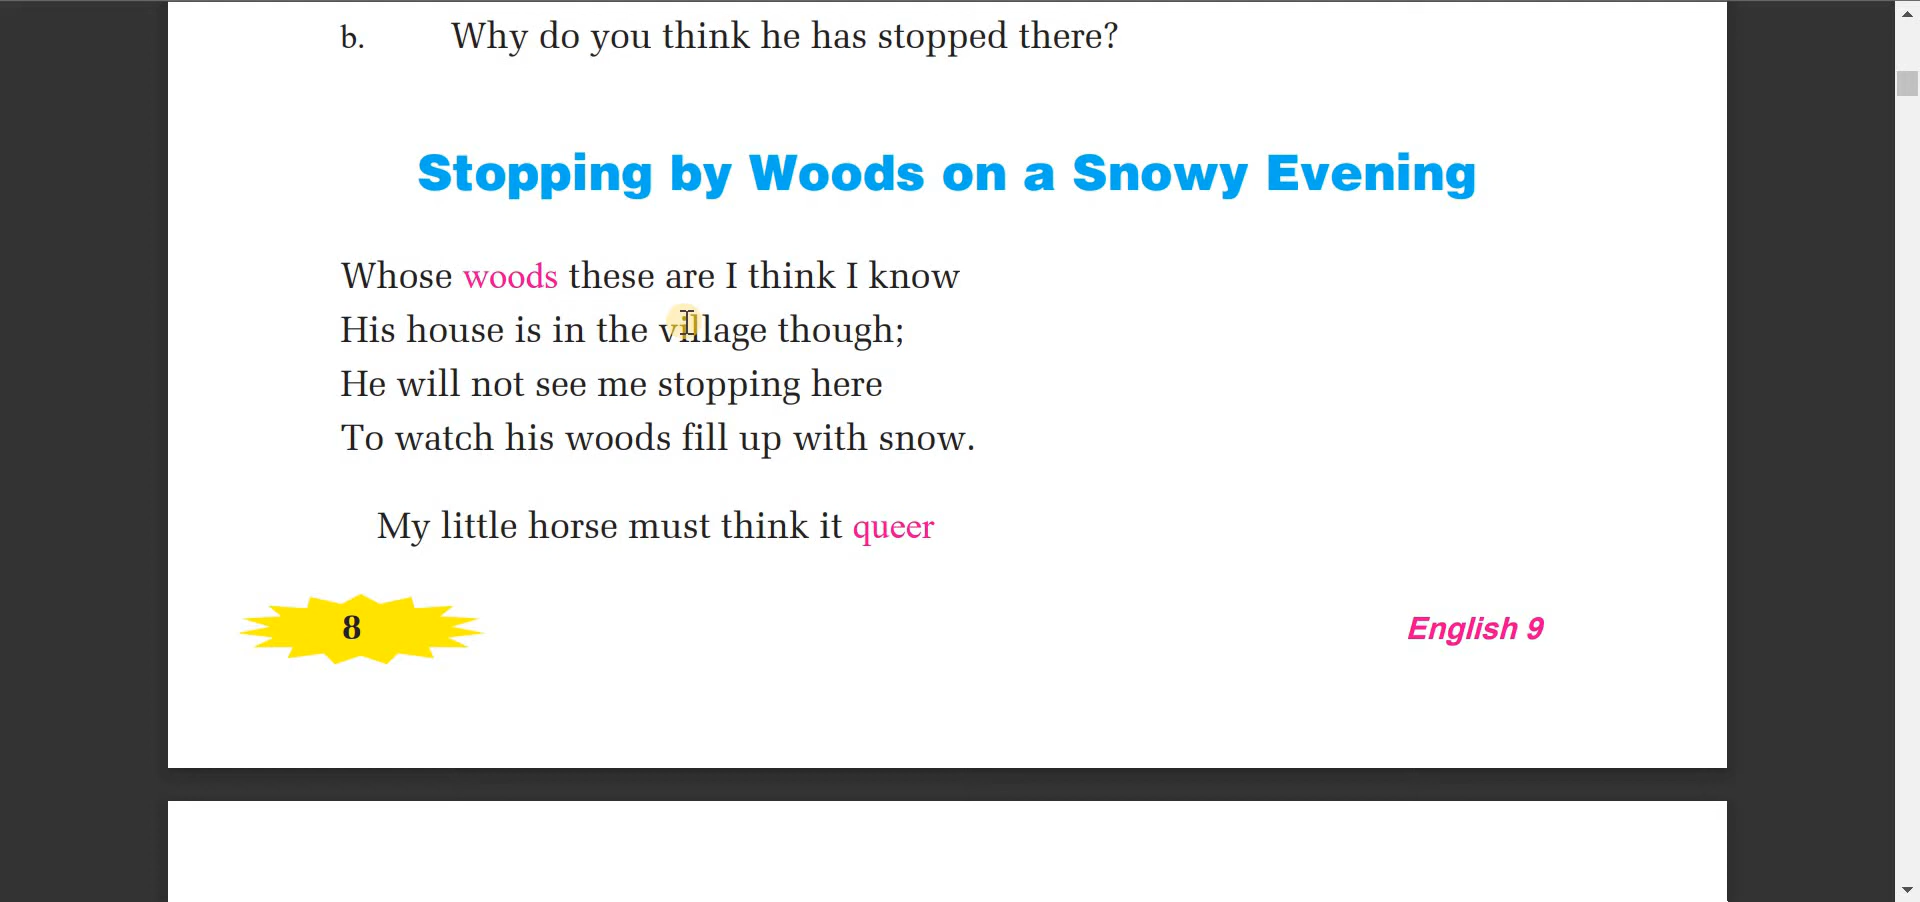 b. Why do you think he has stopped there?
Stopping by Woods on a Snowy Evening
Whose woods these are I think I know
His house is in the village though;
He will not see me stopping here
To watch his woods fill up with snow.
My little horse must think it queer
8
English 9